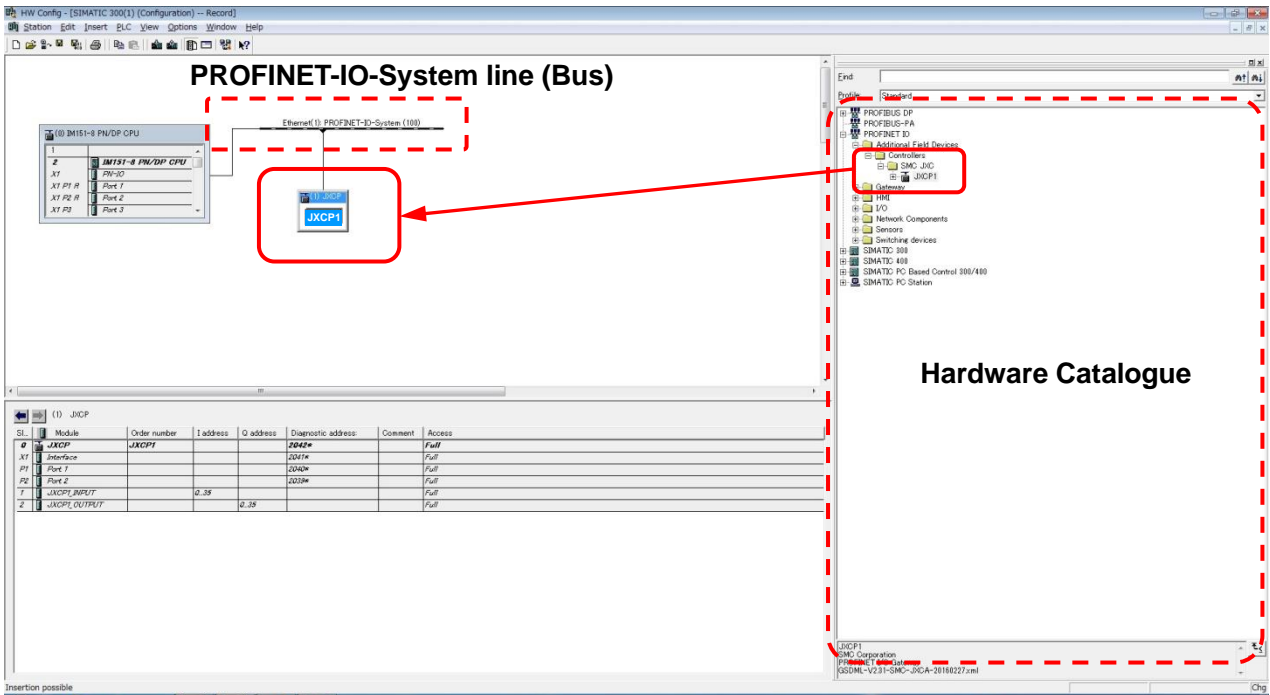 HW Config - [SIMATIC 300(1) (Configuration) -- Record]
Station Edit Insert PLC View Options Window Help
PROFINET-IO-System line (Bus)
Ethernet(1): PROFINET-IO-System (100)
(0) IM151-8 PN/DP CPU
1
2 IM151-8 PN/DP CPU
X1 PN-IO
X1 P1 R Port 1
X1 P2 R Port 2
X1 P3 Port 3
(1) JXCP
JXCP1
Find:
Profile: Standard
PROFIBUS DP
PROFIBUS-PA
PROFINET IO
Additional Field Devices
Controllers
SMC JXC
JXCP1
Gateway
HMI
I/O
Network Components
Sensors
Switching devices
SIMATIC 300
SIMATIC 400
SIMATIC PC Based Control 300/400
SIMATIC PC Station
Hardware Catalogue
(1) JXCP
Sl... Module Order number I address Q address Diagnostic address: Comment Access
0 JXCP JXCP1 2042* Full
X1 Interface 2041* Full
P1 Port 1 2040* Full
P2 Port 2 2039* Full
1 JXCP1_INPUT 0..35 Full
2 JXCP1_OUTPUT 0..35 Full
JXCP1
SMC Corporation
PROFINET
GSDML-V2.31-SMC-JXCA-20160227.xml
Insertion possible Chg